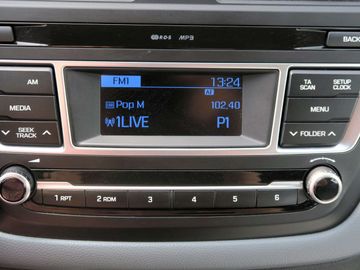 RDS MP3
BACK
AM
MEDIA
SEEK
TRACK
FM1 13:24
AF
Pop M 102.40
1LIVE P1
TA
SCAN
SETUP
CLOCK
MENU
FOLDER
1 RPT 2 RDM 3 4 5 6